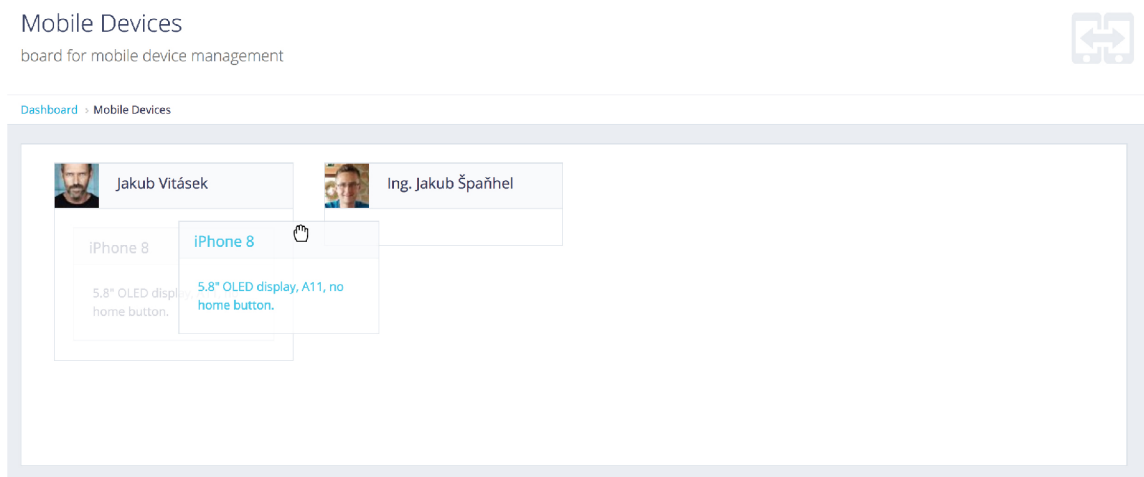 Mobile Devices
board for mobile device management
Dashboard > Mobile Devices
Jakub Vitásek
Ing. Jakub Špaňhel
iPhone 8
iPhone 8
5.8" OLED display,
home button.
5.8" OLED display, A11, no
home button.